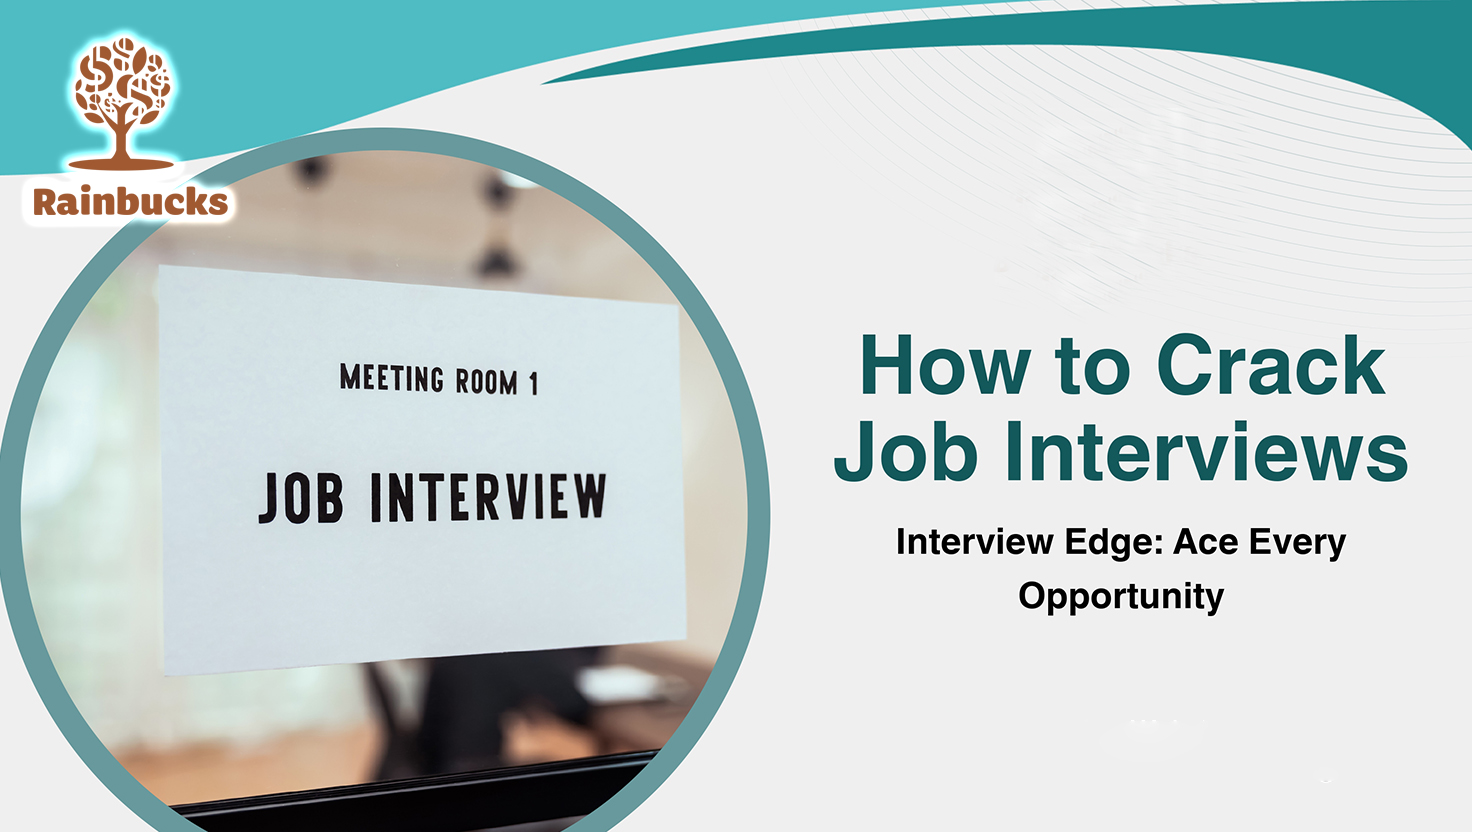 Rainbucks
MEETING ROOM 1
JOB INTERVIEW
How to Crack
Job Interviews
Interview Edge: Ace Every
Opportunity